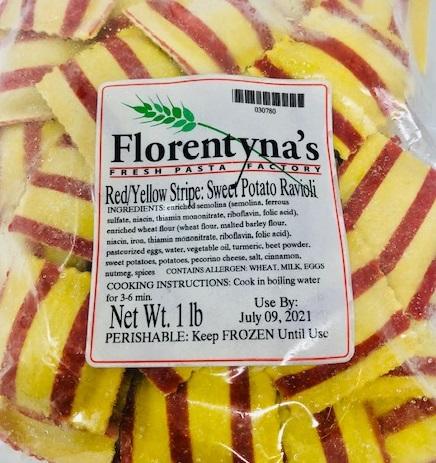 030780
Florentyna's
FRESH PASTA FACTORY
Red/Yellow Stripe: Sweet Potato Ravioli
INGREDIENTS: enriched semolina (semolina, ferrous
sulfate, niacin, thiamin mononitrate, riboflavin, folic acid),
enriched wheat flour (wheat flour, malted barley flour,
niacin, iron, thiamin mononitrate, riboflavin, folic acid),
pasteurized eggs, water, vegetable oil, turmeric, beet powder,
sweet potatoes, potatoes, pecorino cheese, salt, cinnamon,
nutmeg, spices CONTAINS ALLERGEN: WHEAT, MILK, EGGS
COOKING INSTRUCTIONS: Cook in boiling water
for 3-6 min.
Use By:
Net Wt. 1 lb July 09, 2021
PERISHABLE: Keep FROZEN Until Use